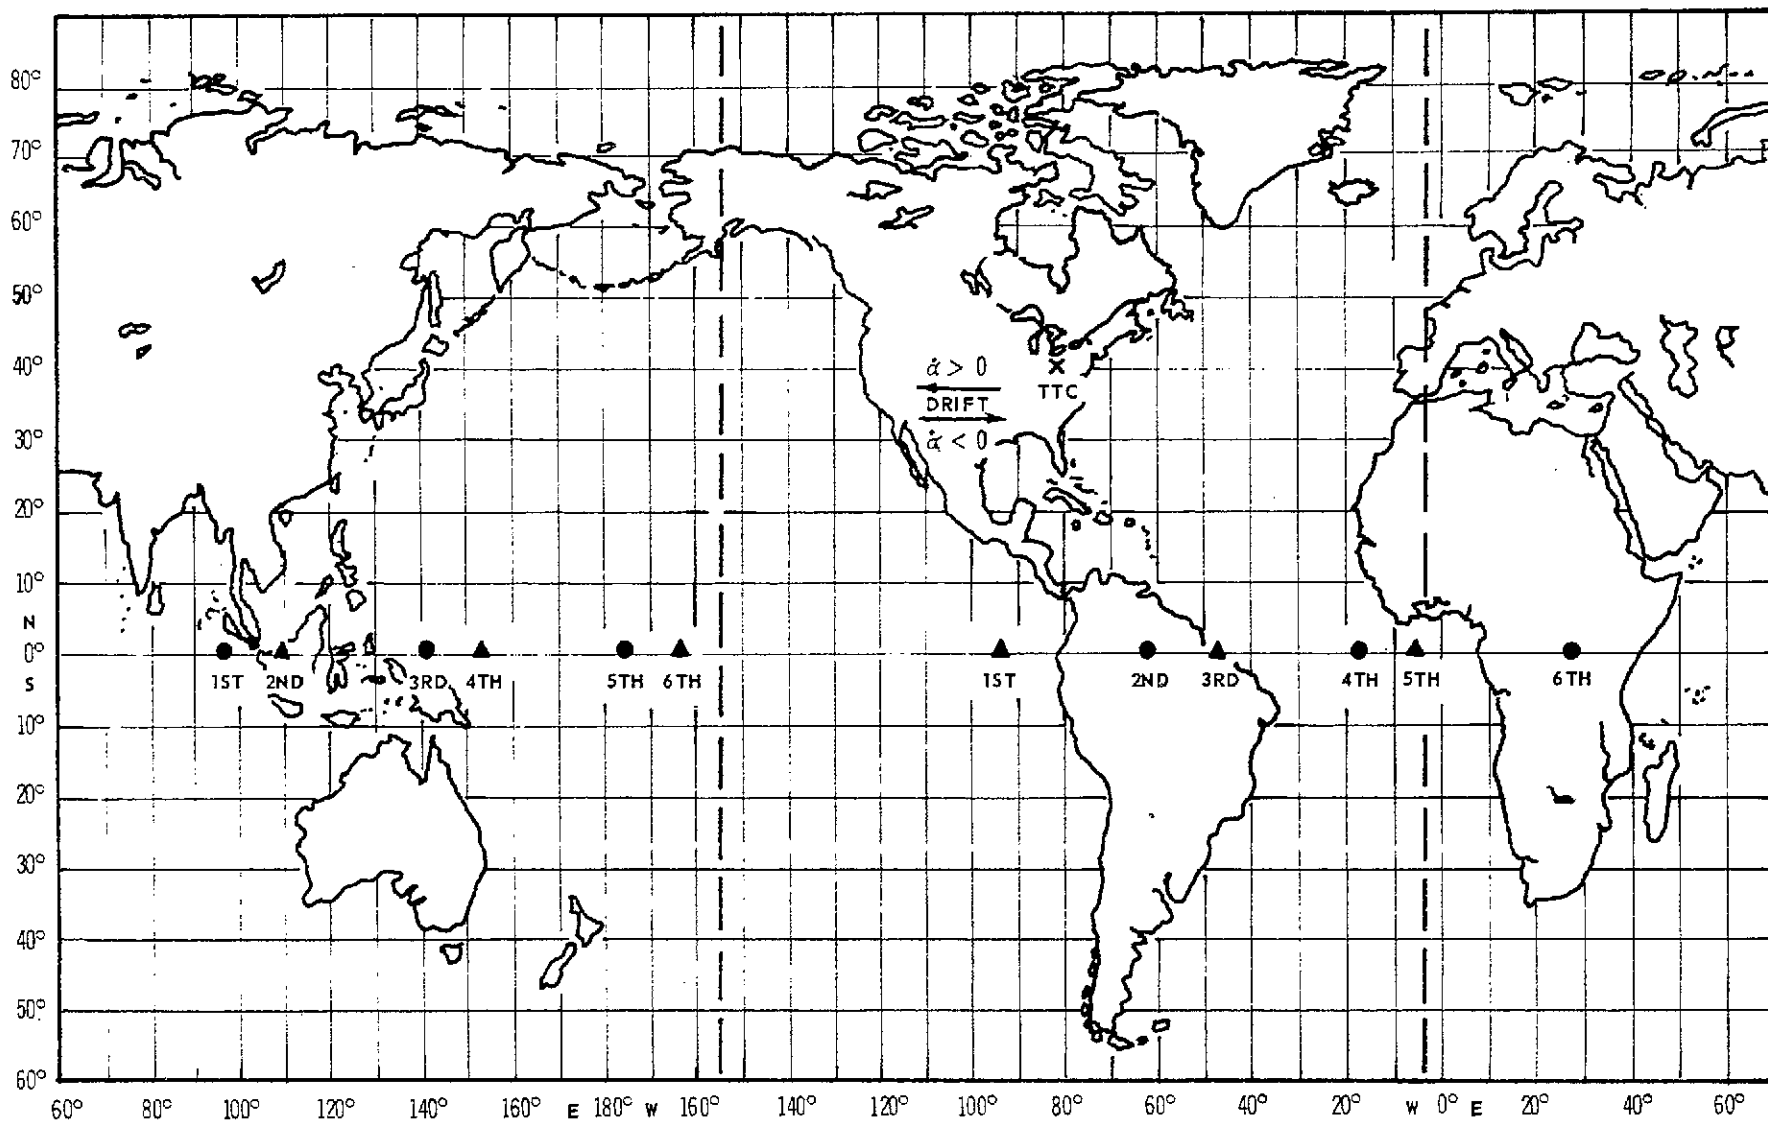 80°
70°
60°
50°
40°
30°
20°
10°
N
0°
S
10°
20°
30°
40°
50°
60°
α̇ > 0
DRIFT
α̇ < 0
× TTC
1ST 2ND 3RD 4TH 5TH 6TH 1ST 2ND 3RD 4TH 5TH 6TH
60° 80° 100° 120° 140° 160° E 180° W 160° 140° 120° 100° 80° 60° 40° 20° W 0° E 20° 40° 60°